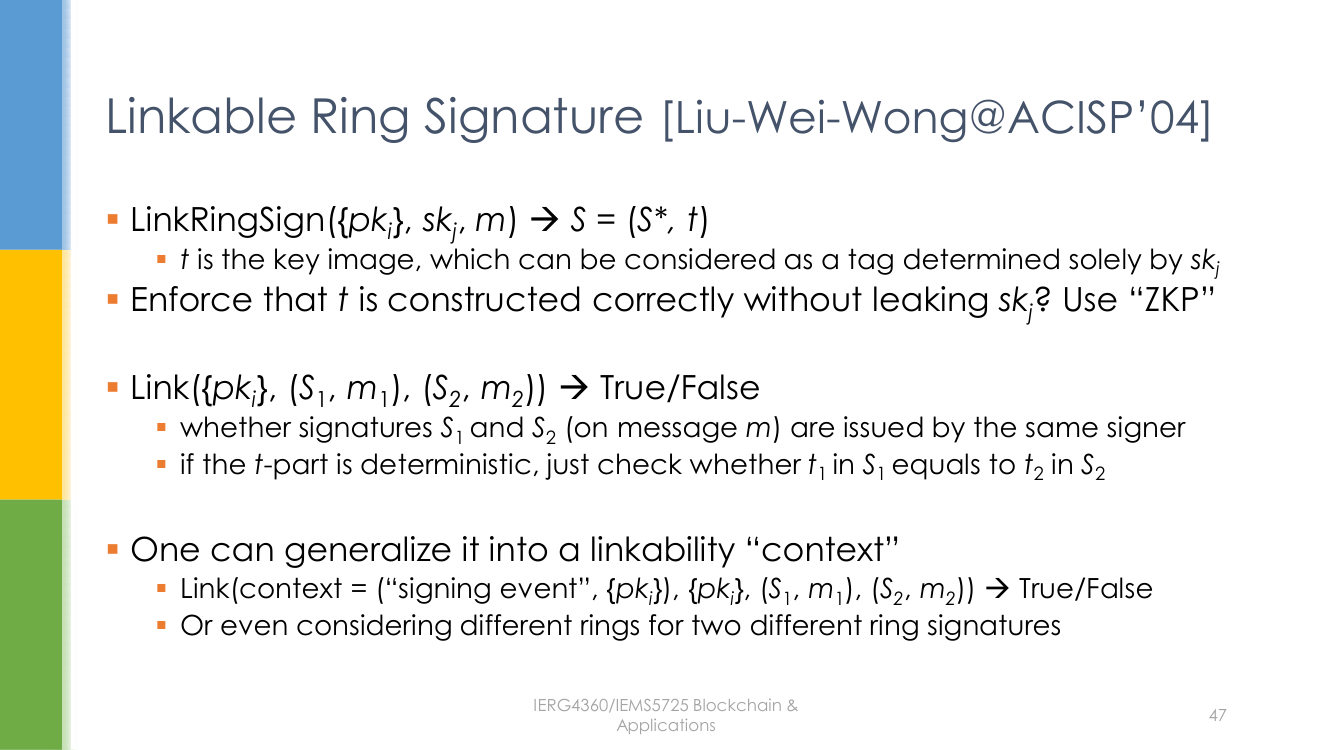 Linkable Ring Signature [Liu-Wei-Wong@ACISP’04]
▪ LinkRingSign({pkᵢ}, skⱼ, m) → S = (S*, t)
▪ t is the key image, which can be considered as a tag determined solely by skⱼ
▪ Enforce that t is constructed correctly without leaking skⱼ? Use “ZKP”
▪ Link({pkᵢ}, (S₁, m₁), (S₂, m₂)) → True/False
▪ whether signatures S₁ and S₂ (on message m) are issued by the same signer
▪ if the t-part is deterministic, just check whether t₁ in S₁ equals to t₂ in S₂
▪ One can generalize it into a linkability “context”
▪ Link(context = (“signing event”, {pkᵢ}), {pkᵢ}, (S₁, m₁), (S₂, m₂)) → True/False
▪ Or even considering different rings for two different ring signatures
IERG4360/IEMS5725 Blockchain &
Applications
47